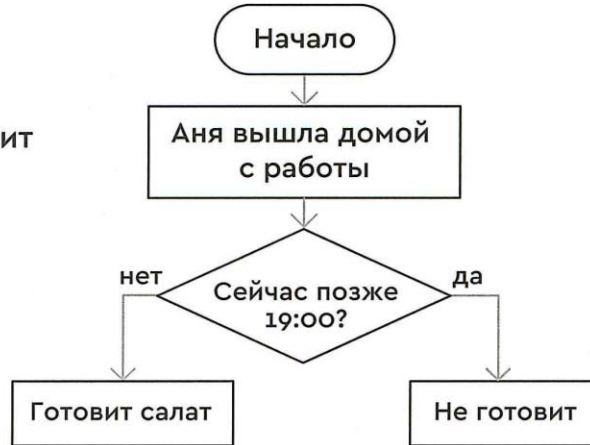 Начало
ит
Аня вышла домой
с работы
нет
да
Сейчас позже
19:00?
Готовит салат
Не готовит